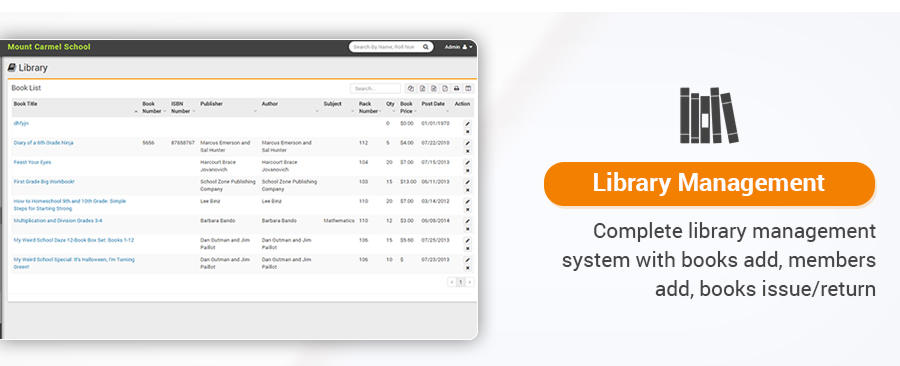 Mount Carmel School
Search By Name, Roll Num
Admin
Library
Book List
Search...
Book Title Book Number ISBN Number Publisher Author Subject Rack Number Qty Book Price Post Date Action
dhfyjn 0 $0.00 01/01/1970
Diary of a 6th Grade Ninja 5656 87668767 Marcus Emerson and Sal Hunter Marcus Emerson and Sal Hunter 112 5 $4.00 07/22/2010
Feast Your Eyes Harcourt Brace Jovanovich Harcourt Brace Jovanovich 104 20 $7.00 07/15/2013
First Grade Big Workbook! School Zone Publishing Company School Zone Publishing Company 103 15 $13.00 06/11/2013
How to Homeschool 9th and 10th Grade: Simple Steps for Starting Strong Lee Binz Lee Binz 110 20 $7.00 03/14/2012
Multiplication and Division Grades 3-4 Barbara Bando Barbara Bando Mathematics 110 12 $3.00 06/08/2014
My Weird School Daze 12-Book Box Set: Books 1-12 Dan Gutman and Jim Paillot Dan Gutman and Jim Paillot 106 15 07/25/2013
My Weird School Special: It's Halloween, I'm Turning Green! Dan Gutman and Jim Paillot Dan Gutman and Jim Paillot 106 10 $ 07/23/2013
1
Library Management
Complete library management
system with books add, members
add, books issue/return